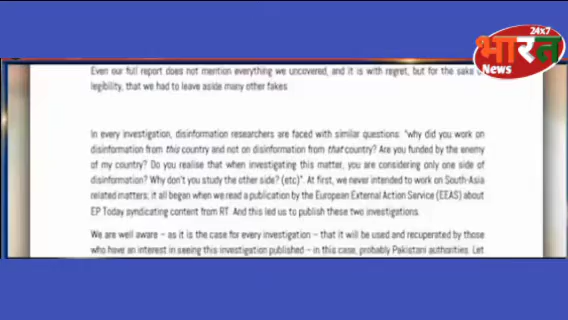 24x7
भारत
News
Even our full report does not mention everything we uncovered, and it is with regret, but for the sake
legibility, that we had to leave aside many other fakes
In every investigation, disinformation researchers are faced with similar questions: "why did you work on
disinformation from this country and not on disinformation from that country? Are you funded by the enemy
of my country? Do you realise that when investigating this matter, you are considering only one side of
disinformation? Why don't you study the other side? (etc)". At first, we never intended to work on South-Asia
related matters; it all began when we read a publication by the European External Action Service (EEAS) about
EP Today syndicating content from RT. And this led us to publish these two investigations.
We are well aware – as it is the case for every investigation – that it will be used and recuperated by those
who have an interest in seeing this investigation published – in this case, probably Pakistani authorities. Let